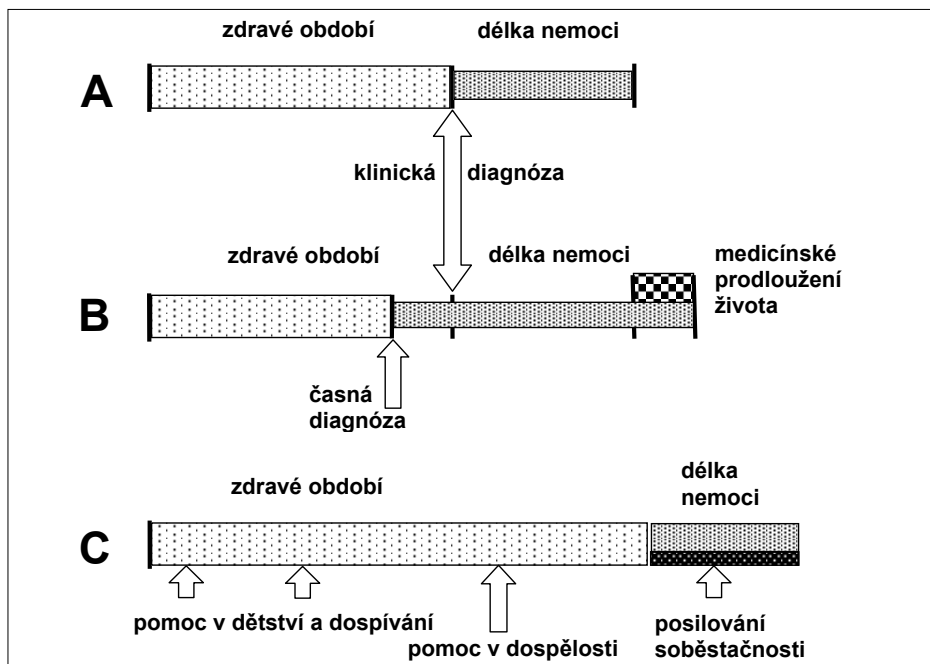 zdravé období délka nemoci
A
klinická diagnóza
zdravé období délka nemoci
medicínské
prodloužení
života
B
časná
diagnóza
zdravé období
délka
nemoci
C
pomoc v dětství a dospívání
pomoc v dospělosti
posilování
soběstačnosti